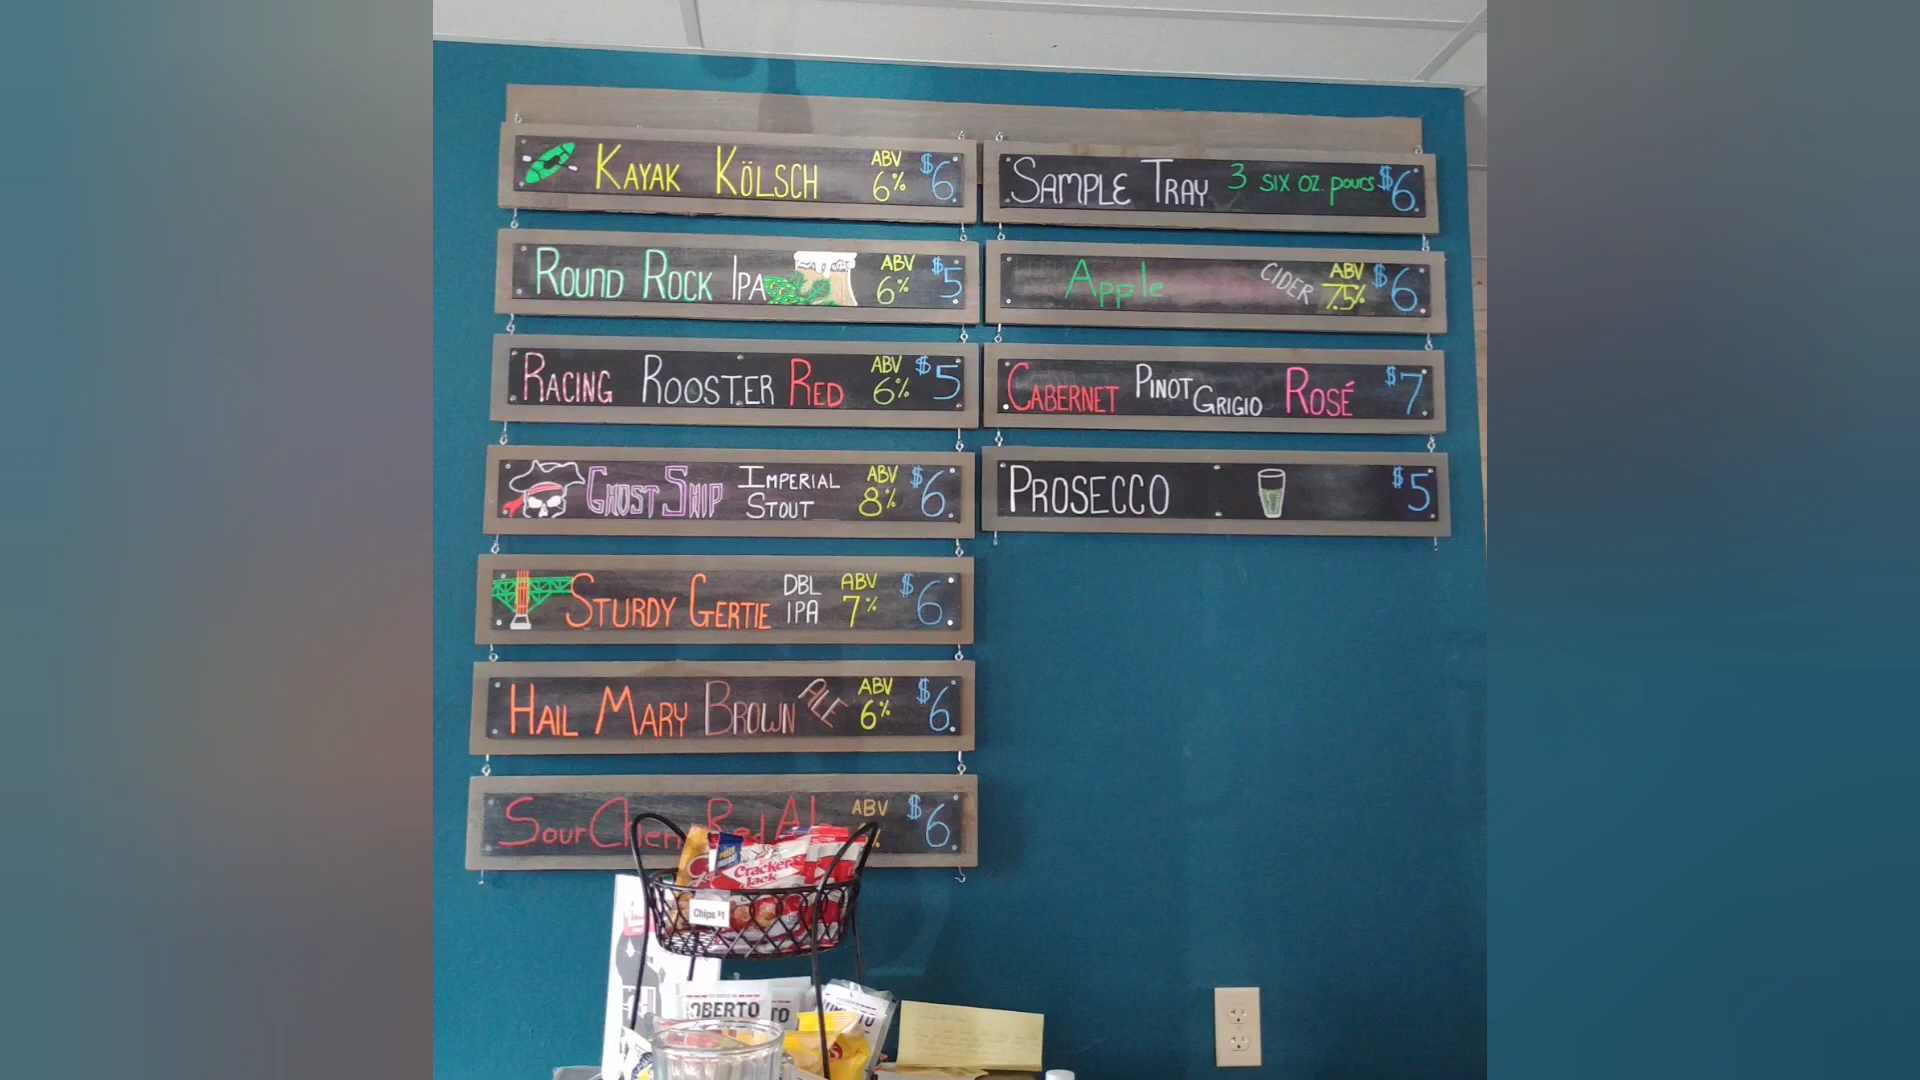 KAYAK KÖLSCH ABV 6% $6
ROUND ROCK IPA ABV 6% $5
RACING ROOSTER RED ABV 6% $5
GHOST SHIP IMPERIAL STOUT ABV 8% $6
STURDY GERTIE DBL IPA ABV 7% $6
HAIL MARY BROWN ALE ABV 6% $6
Sour Red ABV $6
SAMPLE TRAY 3 SIX OZ. pours $6
Apple CIDER ABV 7.5% $6
CABERNET PINOT GRIGIO ROSÉ $7
PROSECCO $5
Cracker Jack
Chips $1
OBERTO